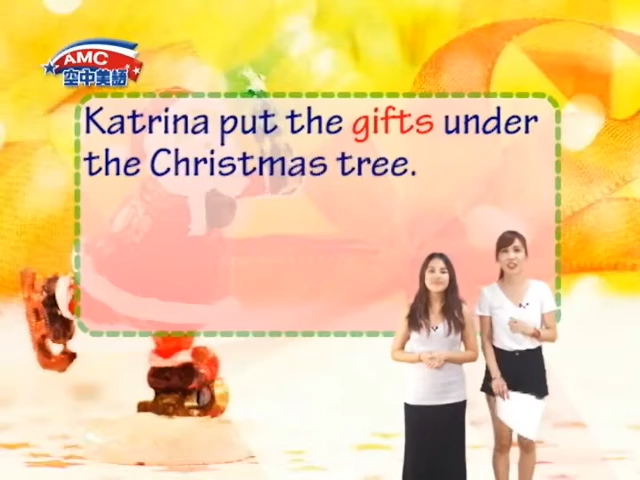 AMC
空中美語
Katrina put the gifts under
the Christmas tree.